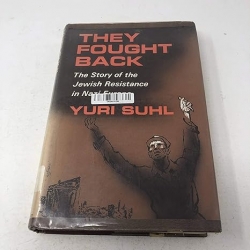 THEY
FOUGHT
BACK
The Story of the
Jewish Resistance
in Nazi
YURI SUHL